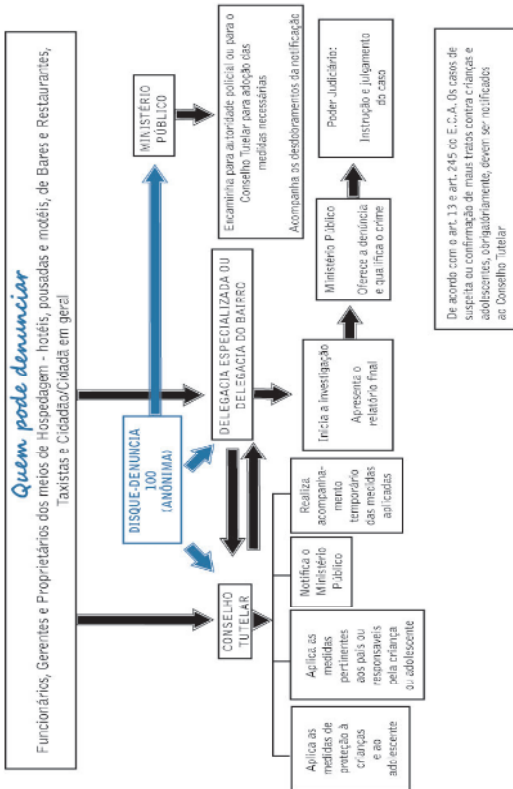 Quem pode denunciar
Funcionários, Gerentes e Proprietários dos meios de Hospedagem - hotéis, pousadas e motéis, de Bares e Restaurantes,
Taxistas e Cidadão/Cidadã em geral
DISQUE-DENUNCIA
100
(ANÔNIMA)
MINISTÉRIO
PÚBLICO
CONSELHO
TUTELAR
DELEGACIA ESPECIALIZADA OU
DELEGACIA DO BAIRRO
Encaminha para autoridade policial ou para o
Conselho Tutelar para adoção das
medidas necessárias
Acompanha os desdobramentos da notificação
Aplica as
medidas de
proteção à
crianças
e ao
adolescente
Aplica as
medidas
pertinentes
aos pais ou
responsaveis
pela criança
ou adolescente
Notifica o
Ministério
Público
Realiza
acompanha-
mento
temporário
das medidas
aplicadas
Inicia a investigação
Apresenta o
relatório final
Ministério Público
Oferece a denúncia
e qualifica o crime
Poder Judiciário:
Instrução e julgamento
do caso
De acordo com o art. 13 e art. 245 do E.C.A. Os casos de
suspeita ou confirmação de maus tratos contra crianças e
adolescentes, obrigatóriamente, devem ser notificados
ao Conselho Tutelar